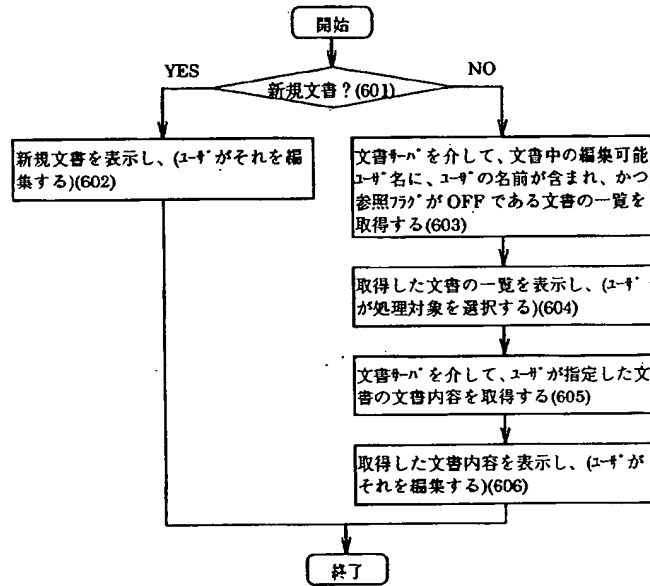 開始
YES
NO
新規文書?(601)
新規文書を表示し、(ユーザがそれを編
集する)(602)
文書サーバを介して、文書中の編集可能
ユーザ名に、ユーザの名前が含まれ、かつ
参照フラグがOFFである文書の一覧を
取得する(603)
取得した文書の一覧を表示し、(ユーザ
が処理対象を選択する)(604)
文書サーバを介して、ユーザが指定した文
書の文書内容を取得する(605)
取得した文書内容を表示し、(ユーザが
それを編集する)(606)
終了